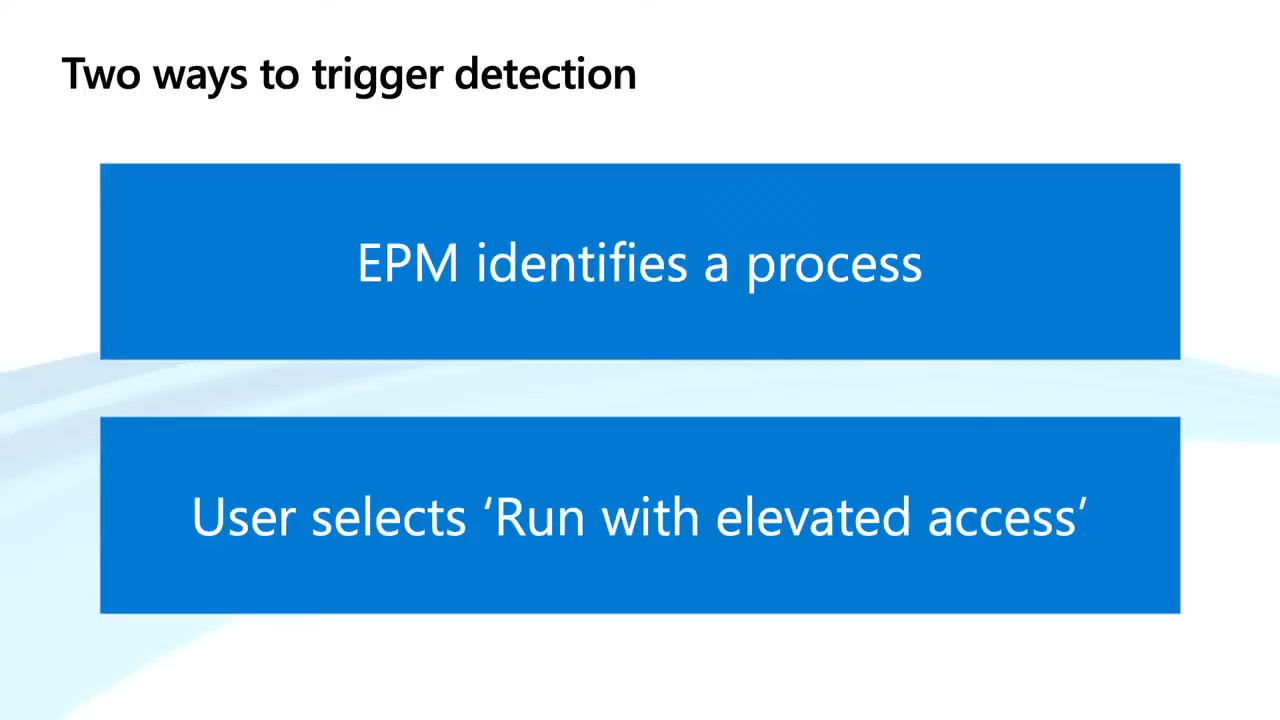 Two ways to trigger detection
EPM identifies a process
User selects ‘Run with elevated access’